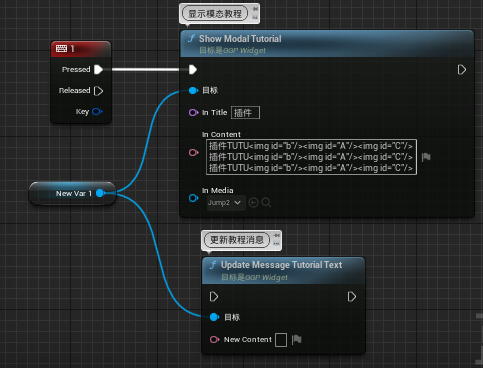 显示模态教程
1
Show Modal Tutorial
目标是GGP Widget
Pressed
Released
Key
目标
In Title 插件
In Content
插件TUTU<img id="b"/><img id="A"/><img id="C"/>
插件TUTU<img id="b"/><img id="A"/><img id="C"/>
插件TUTU<img id="b"/><img id="A"/><img id="C"/>
In Media
Jump2
New Var 1
更新教程消息
Update Message Tutorial Text
目标是GGP Widget
目标
New Content